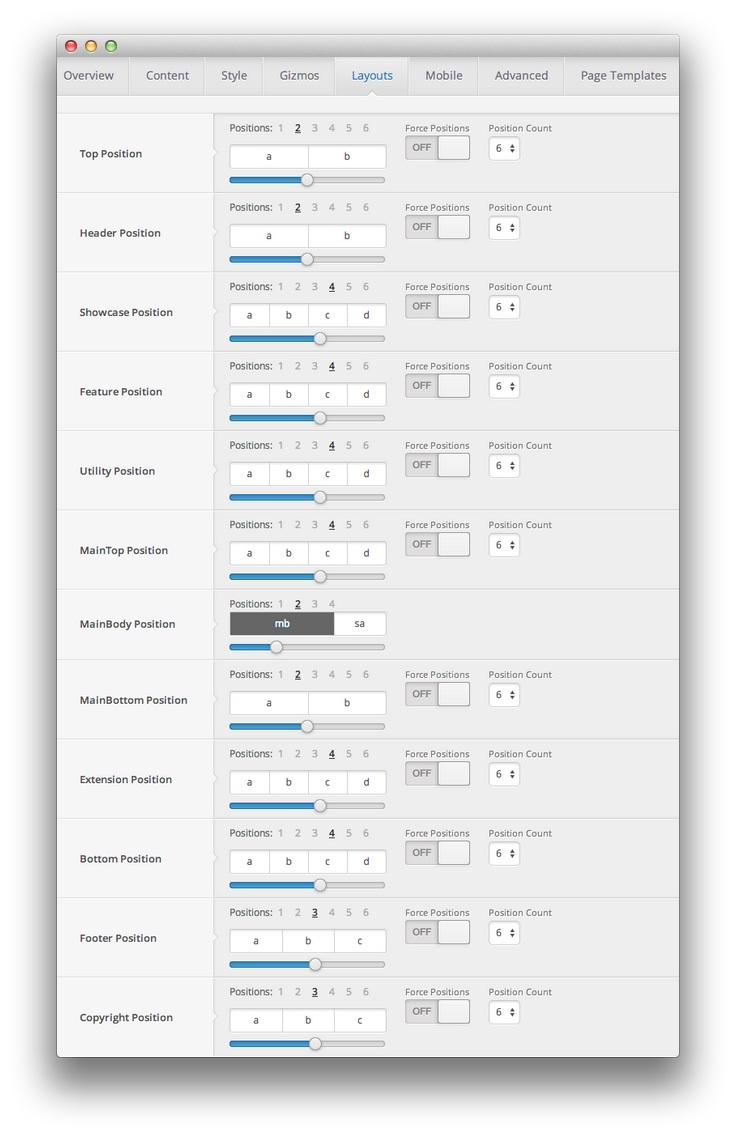 Overview Content Style Gizmos Layouts Mobile Advanced Page Templates
Positions: 1 2 3 4 5 6 Force Positions Position Count
Top Position a b OFF 6
Positions: 1 2 3 4 5 6 Force Positions Position Count
Header Position a b OFF 6
Positions: 1 2 3 4 5 6 Force Positions Position Count
Showcase Position a b c d OFF 6
Positions: 1 2 3 4 5 6 Force Positions Position Count
Feature Position a b c d OFF 6
Positions: 1 2 3 4 5 6 Force Positions Position Count
Utility Position a b c d OFF 6
Positions: 1 2 3 4 5 6 Force Positions Position Count
MainTop Position a b c d OFF 6
Positions: 1 2 3 4
MainBody Position mb sa
Positions: 1 2 3 4 5 6 Force Positions Position Count
MainBottom Position a b OFF 6
Positions: 1 2 3 4 5 6 Force Positions Position Count
Extension Position a b c d OFF 6
Positions: 1 2 3 4 5 6 Force Positions Position Count
Bottom Position a b c d OFF 6
Positions: 1 2 3 4 5 6 Force Positions Position Count
Footer Position a b c OFF 6
Positions: 1 2 3 4 5 6 Force Positions Position Count
Copyright Position a b c OFF 6